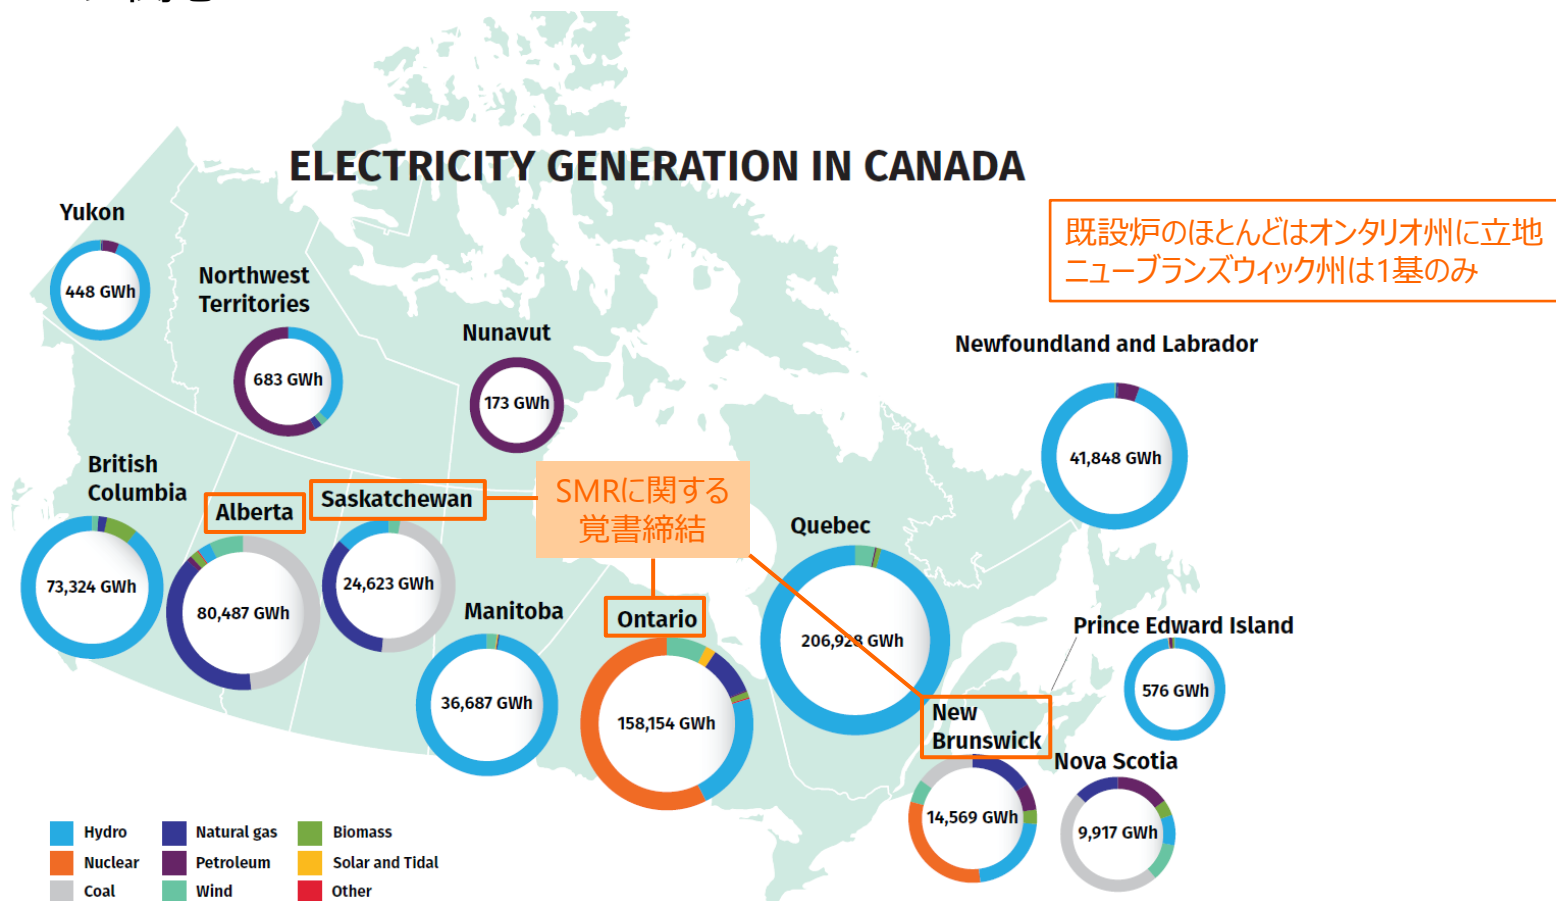 ELECTRICITY GENERATION IN CANADA
既設炉のほとんどはオンタリオ州に立地
ニューブランズウィック州は1基のみ
Yukon
448 GWh
Northwest
Territories
683 GWh
Nunavut
173 GWh
Newfoundland and Labrador
41,848 GWh
British
Columbia
73,324 GWh
Alberta
80,487 GWh
Saskatchewan
24,623 GWh
SMRに関する
覚書締結
Manitoba
36,687 GWh
Ontario
158,154 GWh
Quebec
206,928 GWh
Prince Edward Island
576 GWh
New
Brunswick
14,569 GWh
Nova Scotia
9,917 GWh
Hydro
Nuclear
Coal
Natural gas
Petroleum
Wind
Biomass
Solar and Tidal
Other